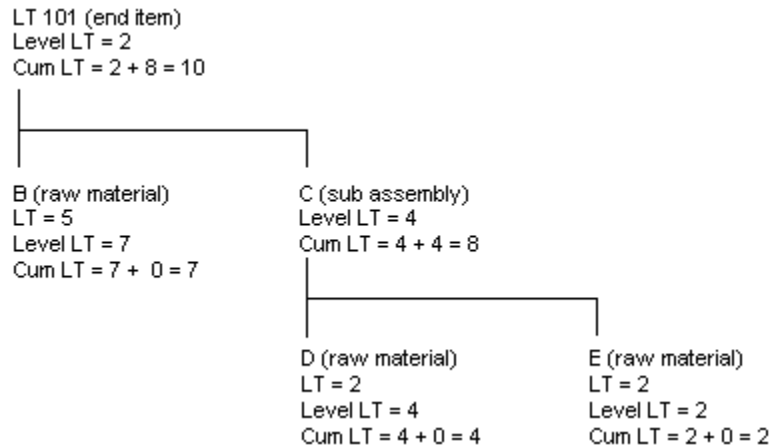 LT 101 (end item)
Level LT = 2
Cum LT = 2 + 8 = 10
B (raw material)
LT = 5
Level LT = 7
Cum LT = 7 + 0 = 7
C (sub assembly)
Level LT = 4
Cum LT = 4 + 4 = 8
D (raw material)
LT = 2
Level LT = 4
Cum LT = 4 + 0 = 4
E (raw material)
LT = 2
Level LT = 2
Cum LT = 2 + 0 = 2